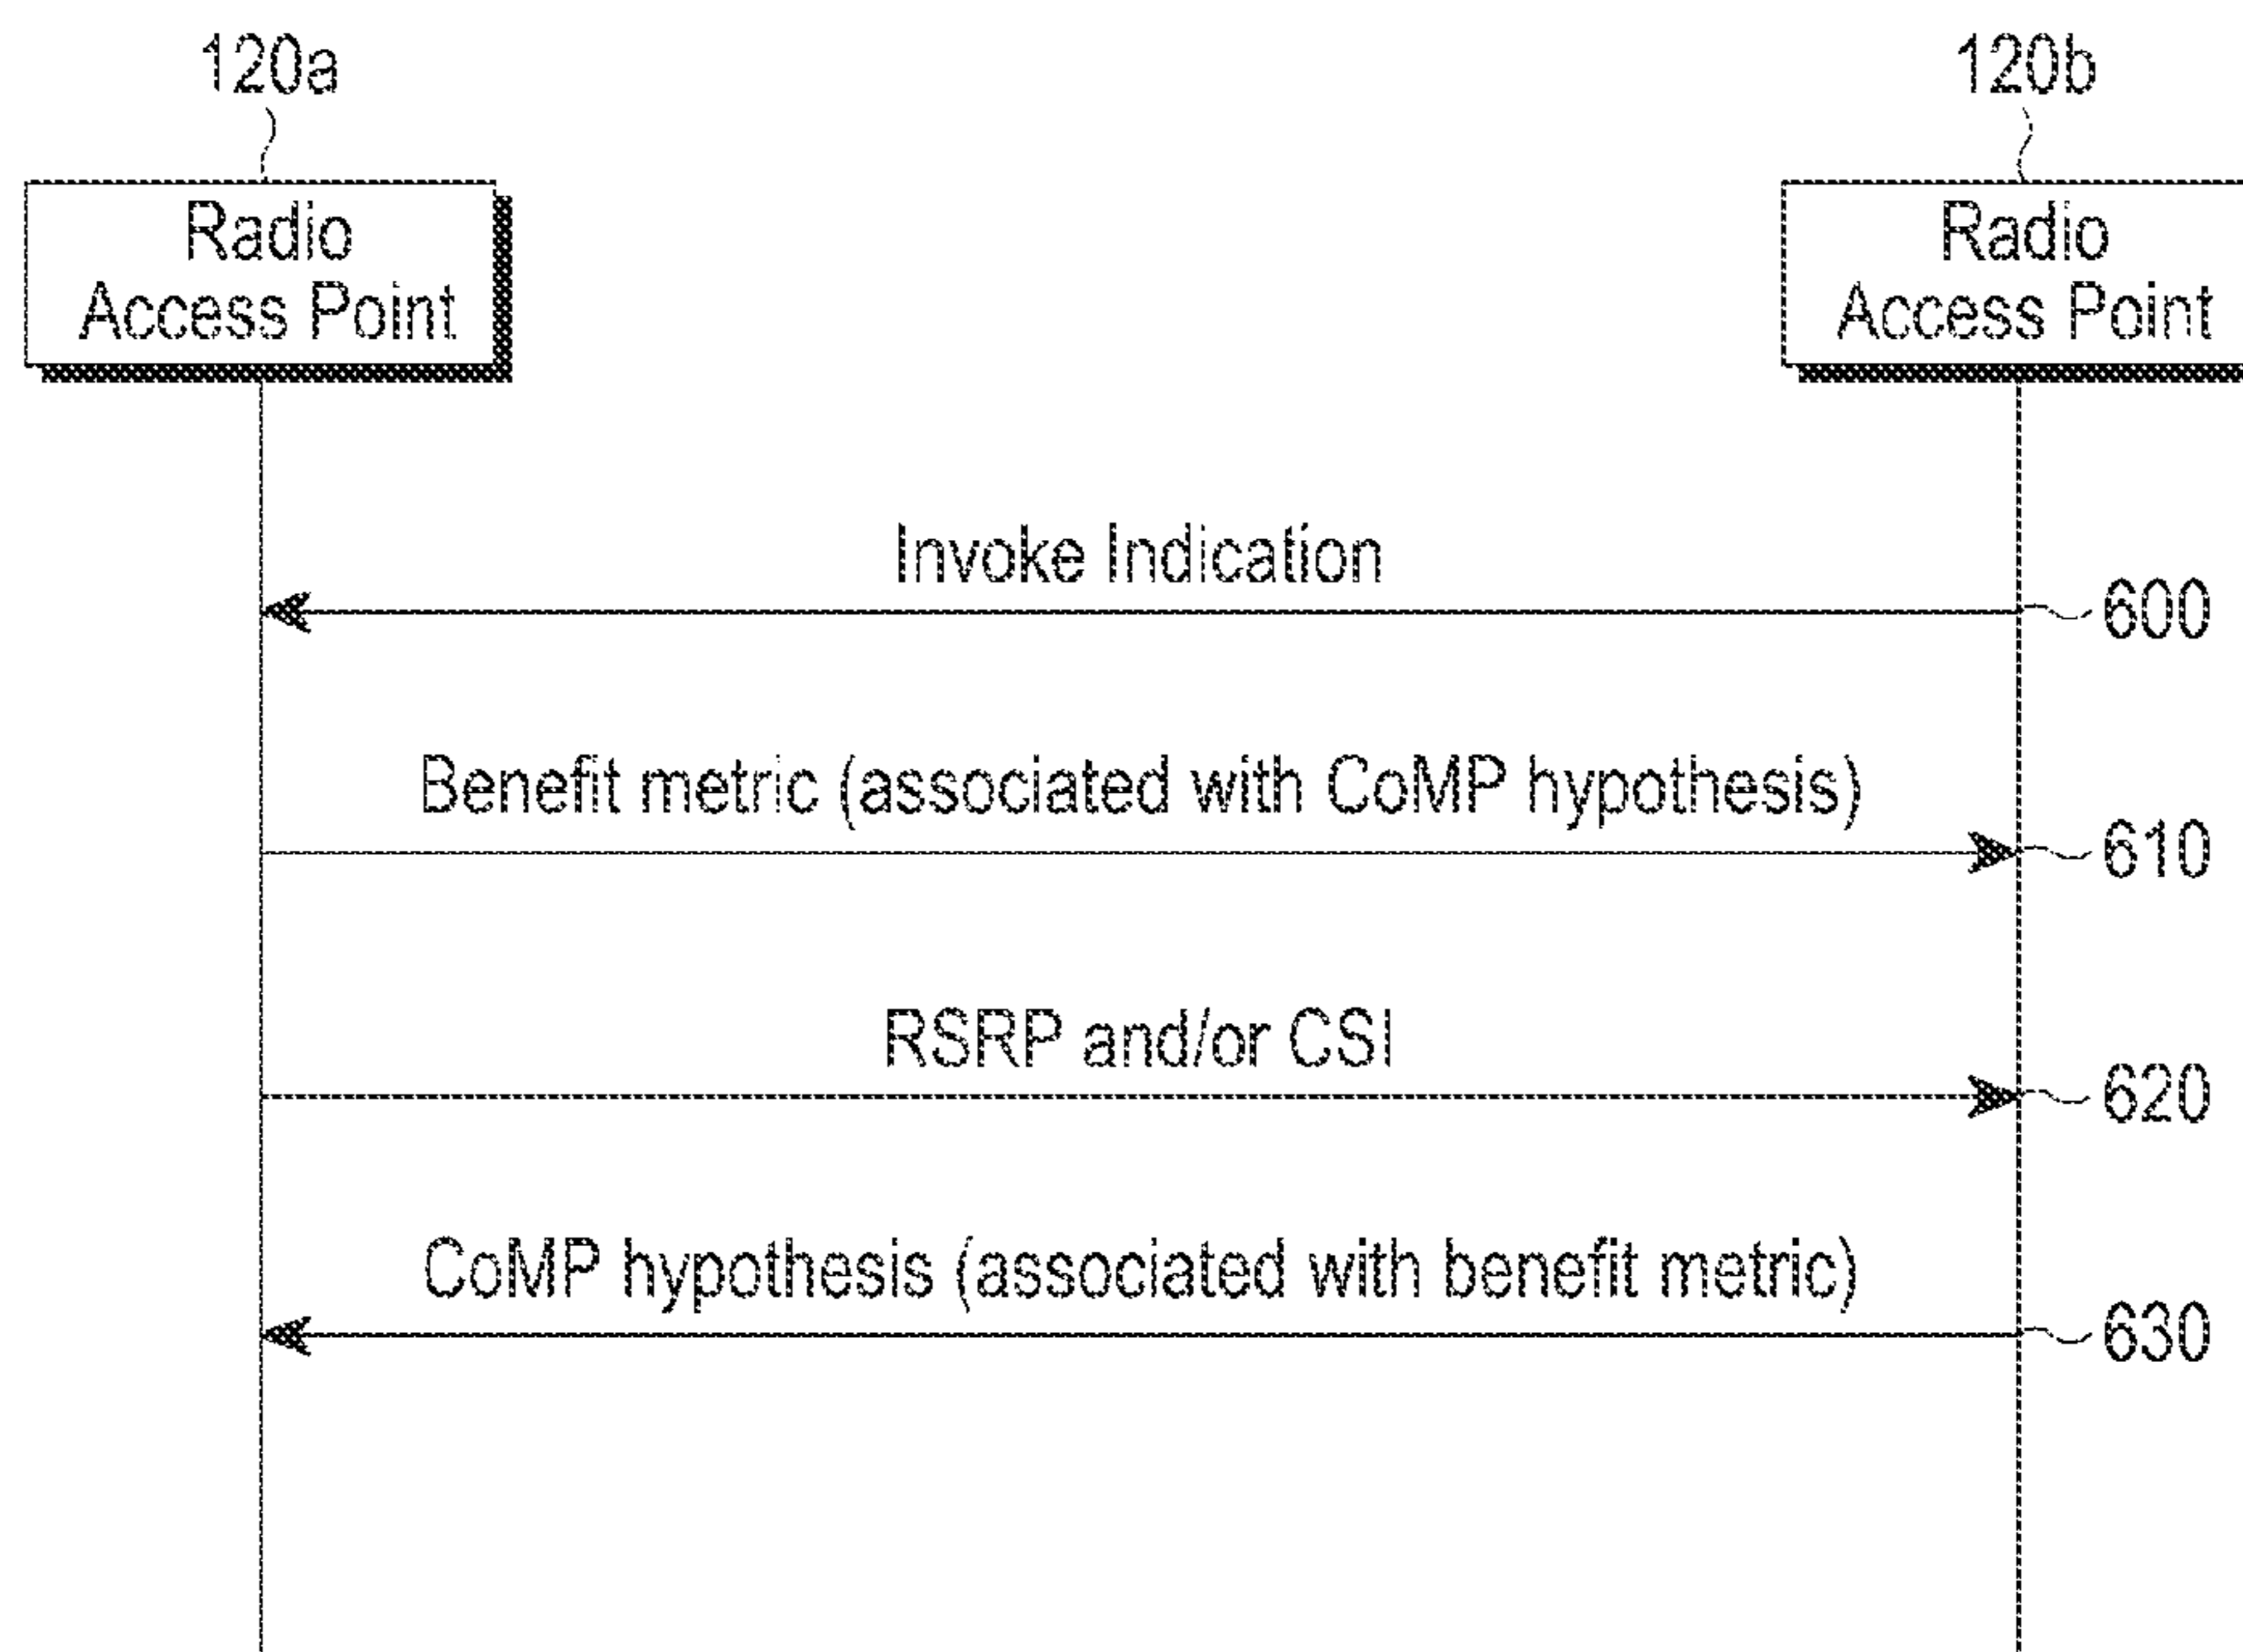 120a
120b
Radio
Access Point
Radio
Access Point
Invoke Indication
600
Benefit metric (associated with CoMP hypothesis)
610
RSRP and/or CSI
620
CoMP hypothesis (associated with benefit metric)
630